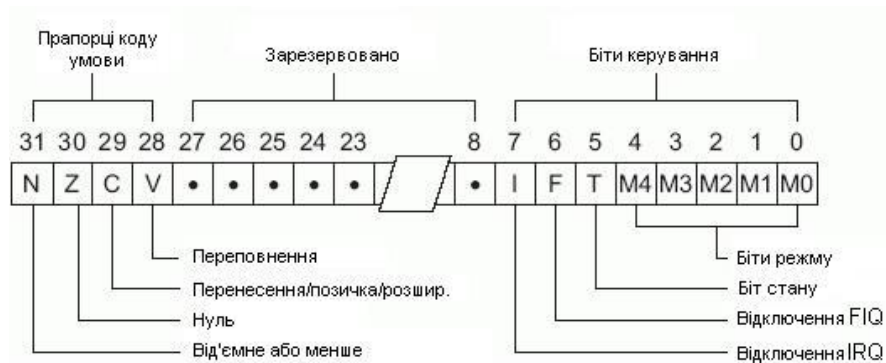 Прапорці коду
умови
Зарезервовано
Біти керування
31 30 29 28 27 26 25 24 23 8 7 6 5 4 3 2 1 0
N Z C V • • • • • • I F T M4 M3 M2 M1 M0
Переповнення
Перенесення/позичка/розшир.
Нуль
Від'ємне або менше
Біти режму
Біт стану
Відключення FIQ
Відключення IRQ